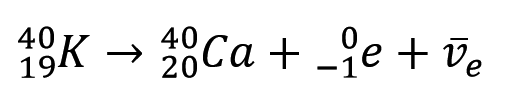 ⁴⁰₁₉K → ⁴⁰₂₀Ca + ⁰₋₁e + v̄ₑ